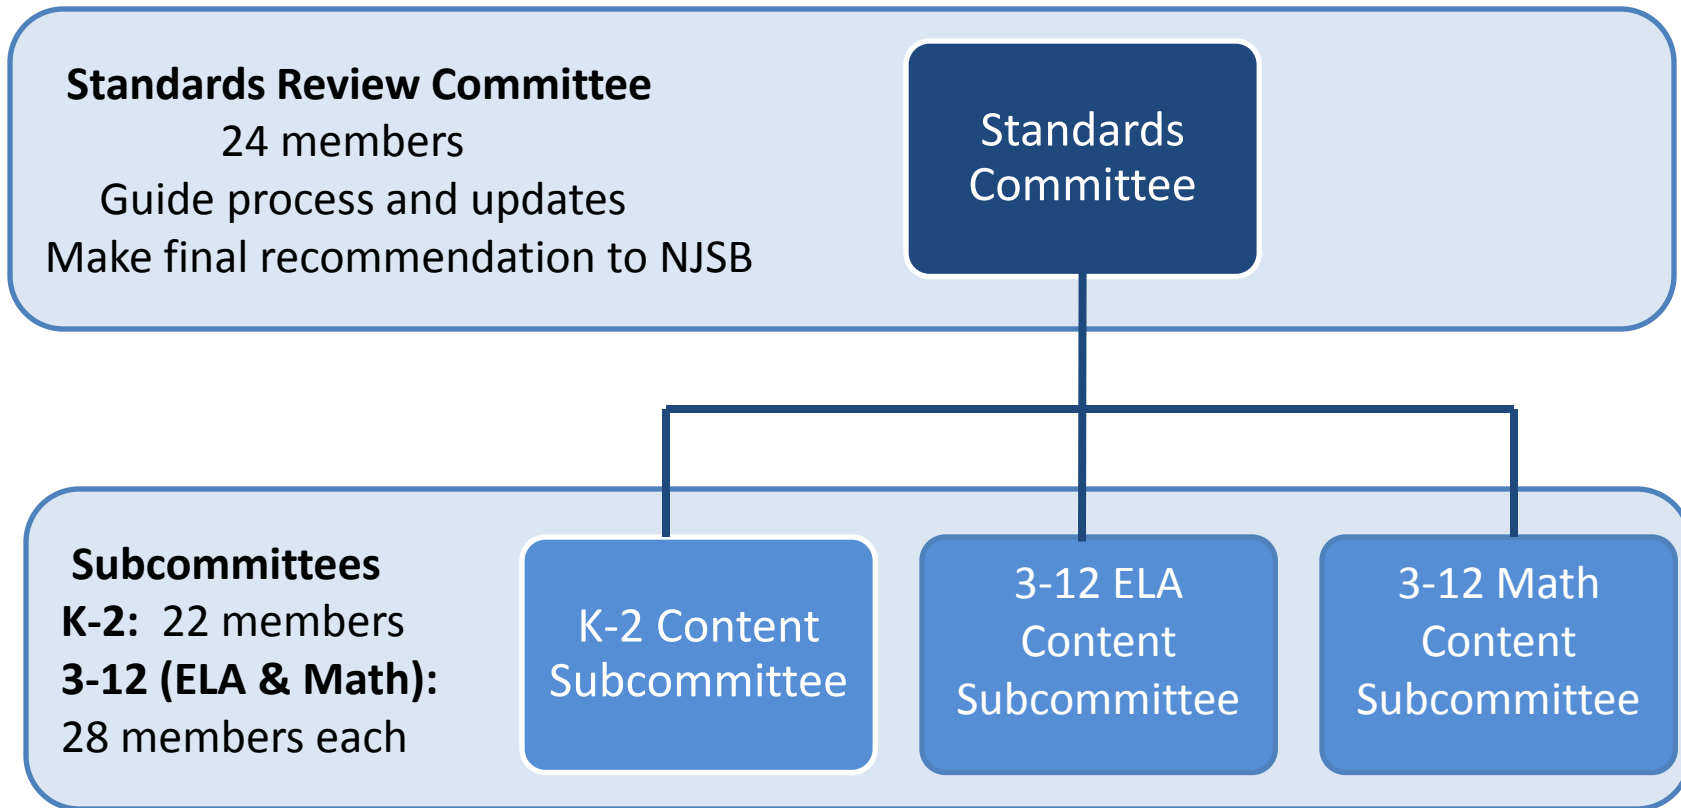 Standards Review Committee
24 members
Guide process and updates
Make final recommendation to NJSB
Standards
Committee
Subcommittees
K-2: 22 members
3-12 (ELA & Math):
28 members each
K-2 Content
Subcommittee
3-12 ELA
Content
Subcommittee
3-12 Math
Content
Subcommittee